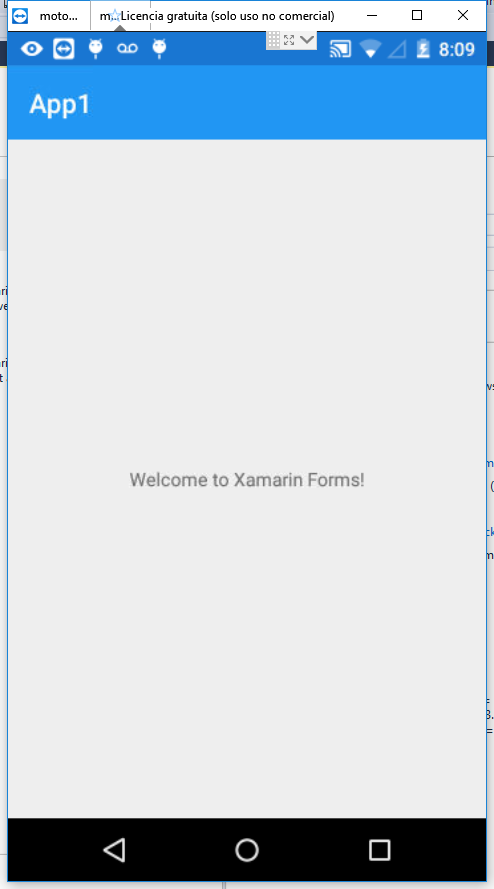 moto...
m... Licencia gratuita (solo uso no comercial)
8:09
App1
Welcome to Xamarin Forms!